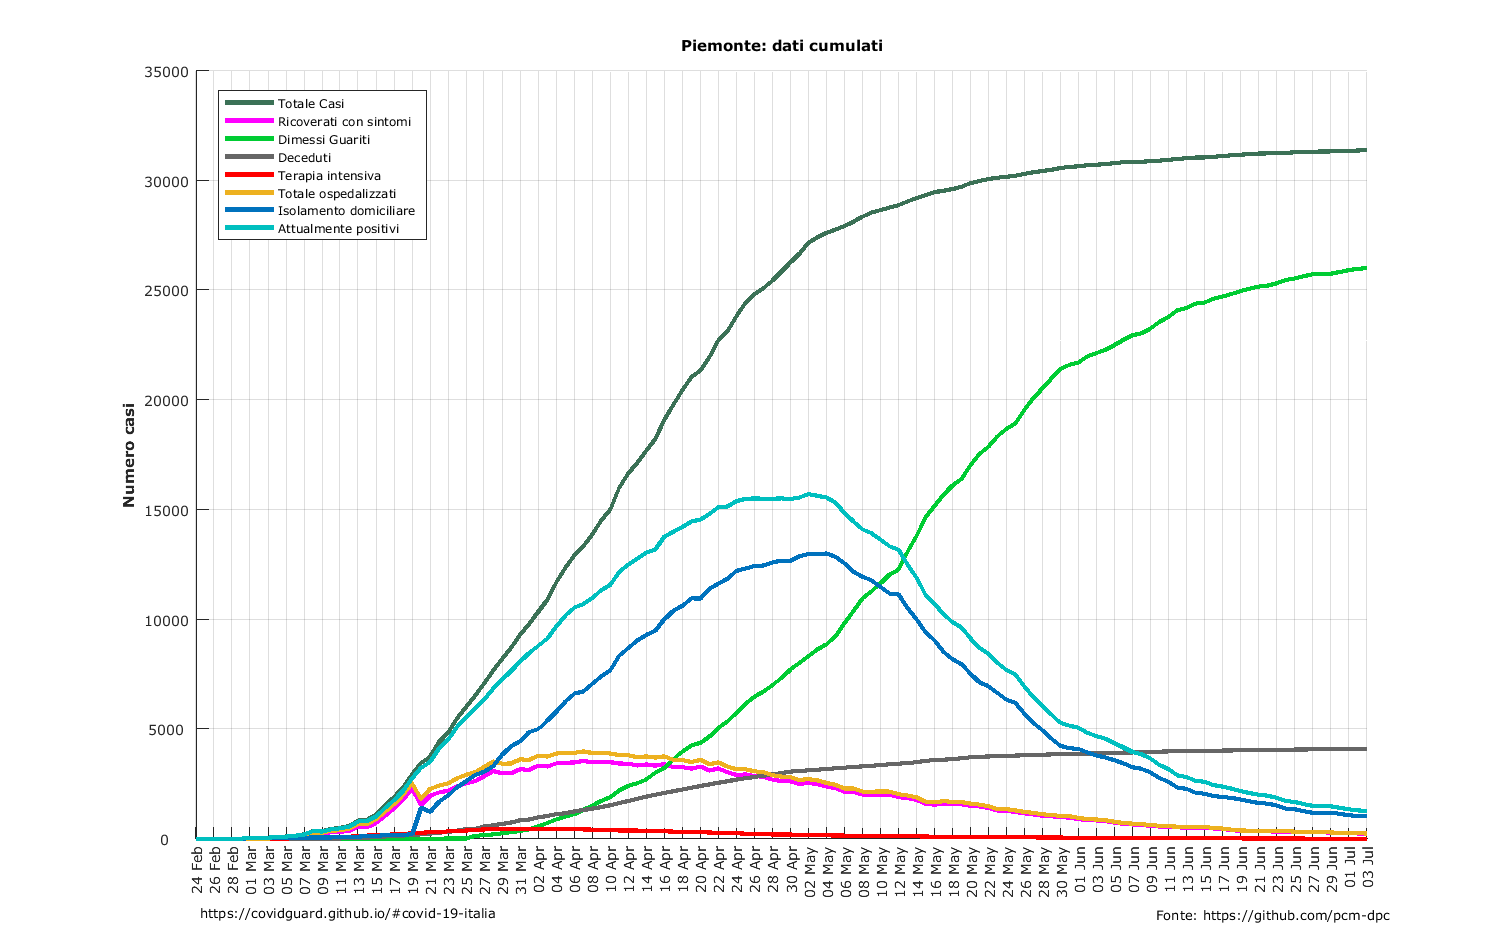 Piemonte: dati cumulati
35000
30000
25000
20000
15000
10000
5000
0
Numero casi
Totale Casi
Ricoverati con sintomi
Dimessi Guariti
Deceduti
Terapia intensiva
Totale ospedalizzati
Isolamento domiciliare
Attualmente positivi
24 Feb
26 Feb
28 Feb
01 Mar
03 Mar
05 Mar
07 Mar
09 Mar
11 Mar
13 Mar
15 Mar
17 Mar
19 Mar
21 Mar
23 Mar
25 Mar
27 Mar
29 Mar
31 Mar
02 Apr
04 Apr
06 Apr
08 Apr
10 Apr
12 Apr
14 Apr
16 Apr
18 Apr
20 Apr
22 Apr
24 Apr
26 Apr
28 Apr
30 Apr
02 May
04 May
06 May
08 May
10 May
12 May
14 May
16 May
18 May
20 May
22 May
24 May
26 May
28 May
30 May
01 Jun
03 Jun
05 Jun
07 Jun
09 Jun
11 Jun
13 Jun
15 Jun
17 Jun
19 Jun
21 Jun
23 Jun
25 Jun
27 Jun
29 Jun
01 Jul
03 Jul
https://covidguard.github.io/#covid-19-italia
Fonte: https://github.com/pcm-dpc